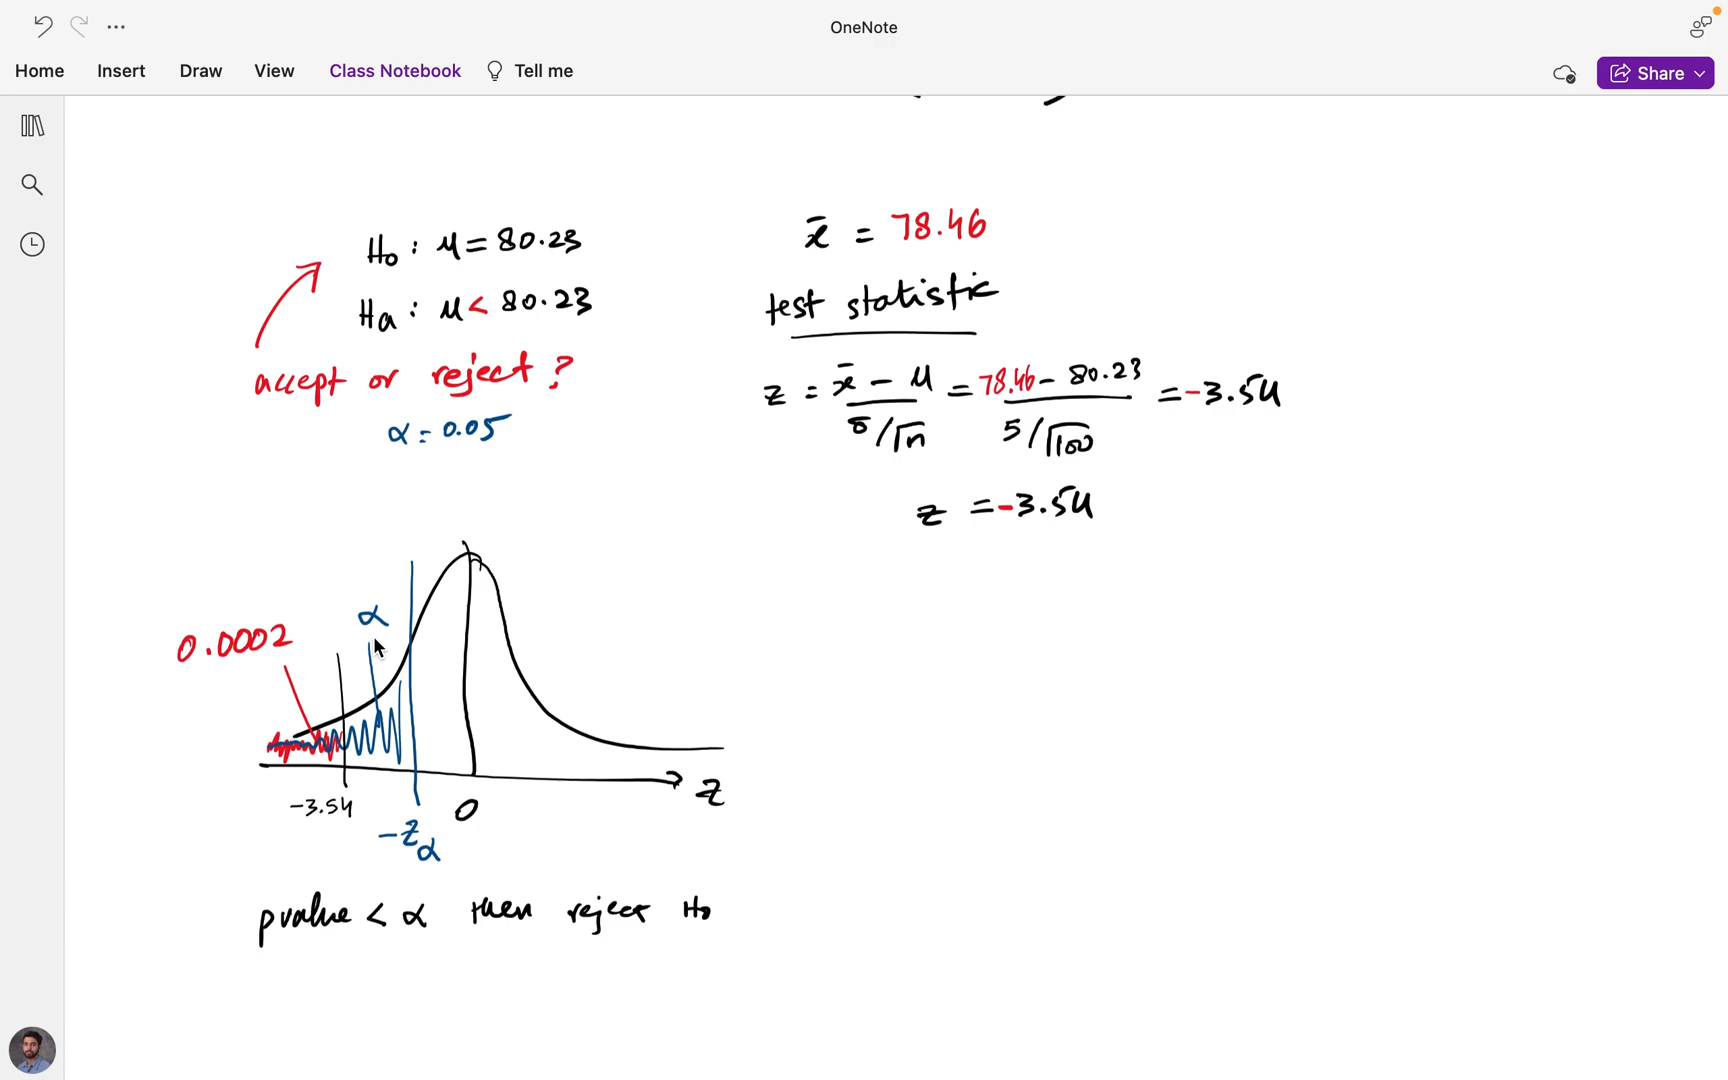 OneNote
Home Insert Draw View Class Notebook Tell me Share
H₀ : μ = 80.23
Hₐ : μ < 80.23
accept or reject ?
α = 0.05
x̄ = 78.46
test statistic
z = x̄ - μ / σ/√n = 78.46 - 80.23 / 5/√100 = -3.54
z = -3.54
α
0.0002
-3.54
0
z
-zα
pvalue < α then reject H₀